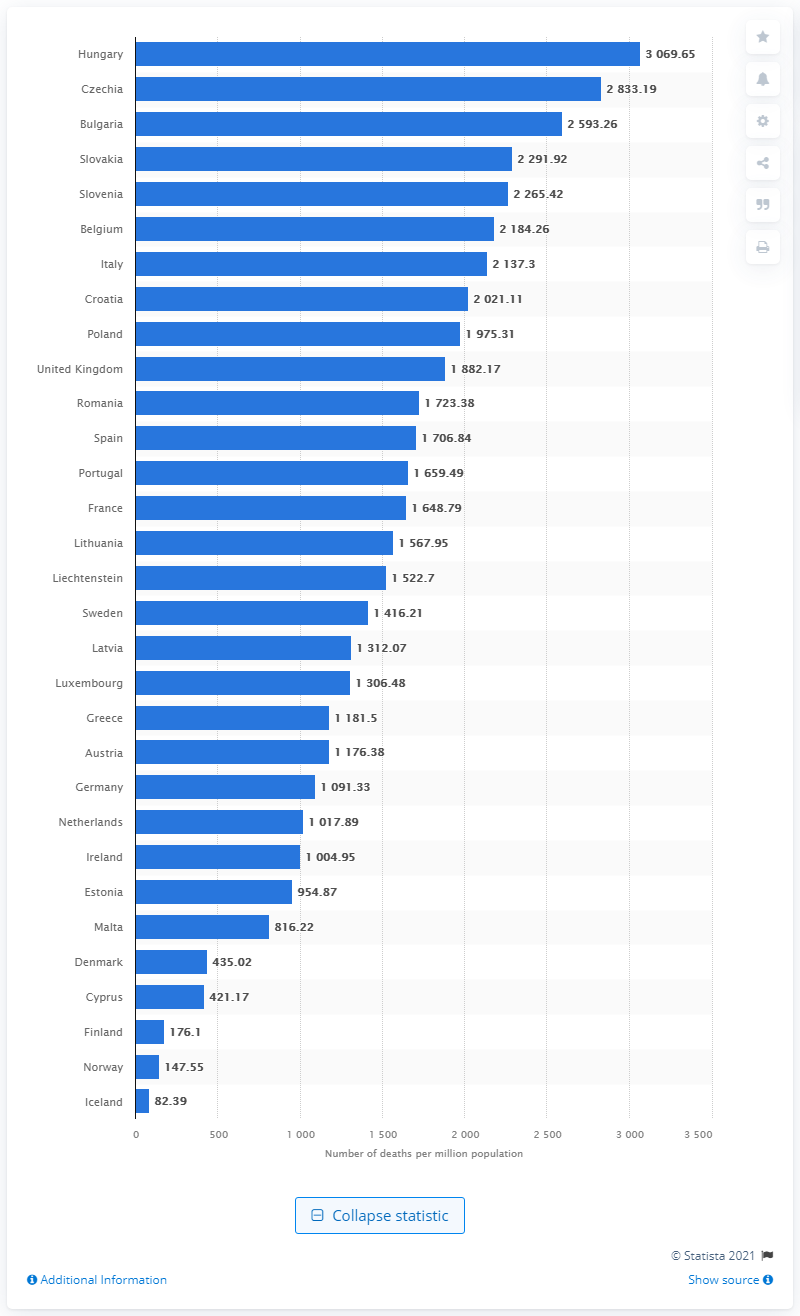 Hungary 3 069.65
Czechia 2 833.19
Bulgaria 2 593.26
Slovakia 2 291.92
Slovenia 2 265.42
Belgium 2 184.26
Italy 2 137.3
Croatia 2 021.11
Poland 1 975.31
United Kingdom 1 882.17
Romania 1 723.38
Spain 1 706.84
Portugal 1 659.49
France 1 648.79
Lithuania 1 567.95
Liechtenstein 1 522.7
Sweden 1 416.21
Latvia 1 312.07
Luxembourg 1 306.48
Greece 1 181.5
Austria 1 176.38
Germany 1 091.33
Netherlands 1 017.89
Ireland 1 004.95
Estonia 954.87
Malta 816.22
Denmark 435.02
Cyprus 421.17
Finland 176.1
Norway 147.55
Iceland 82.39
0 500 1 000 1 500 2 000 2 500 3 000 3 500
Number of deaths per million population
Collapse statistic
© Statista 2021
Additional Information Show source